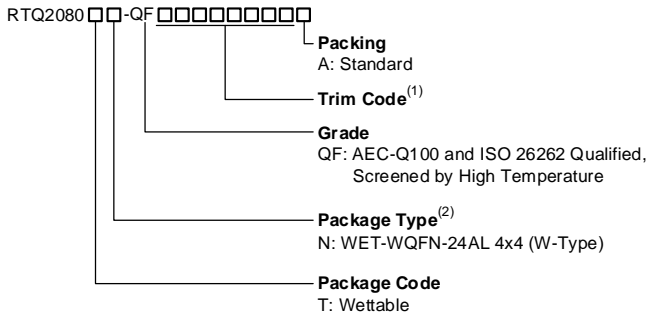 RTQ2080□□-QF□□□□□□□□□
Packing
A: Standard
Trim Code(1)
Grade
QF: AEC-Q100 and ISO 26262 Qualified,
Screened by High Temperature
Package Type(2)
N: WET-WQFN-24AL 4x4 (W-Type)
Package Code
T: Wettable